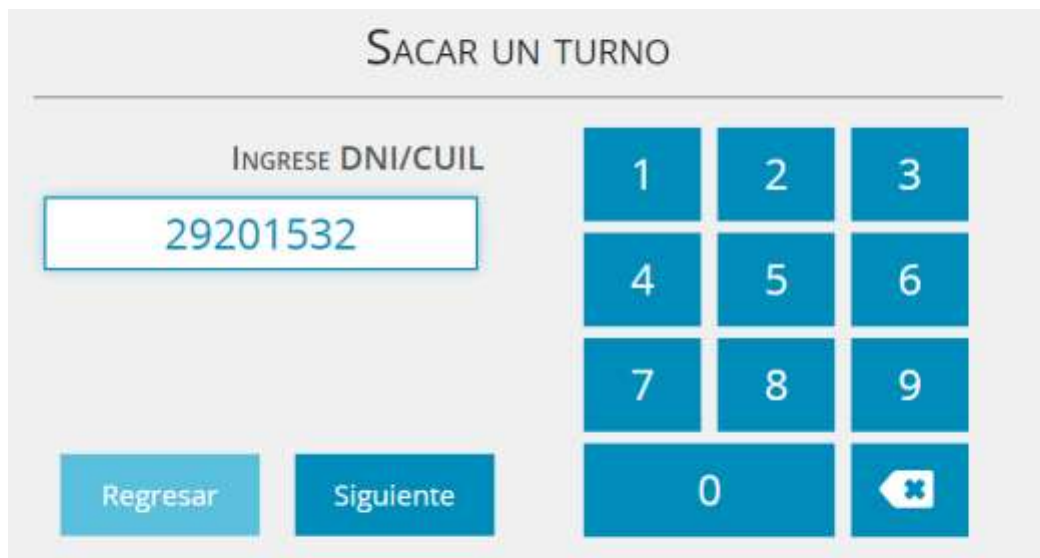 SACAR UN TURNO
INGRESE DNI/CUIL
29201532
1 2 3
4 5 6
7 8 9
0
Regresar Siguiente